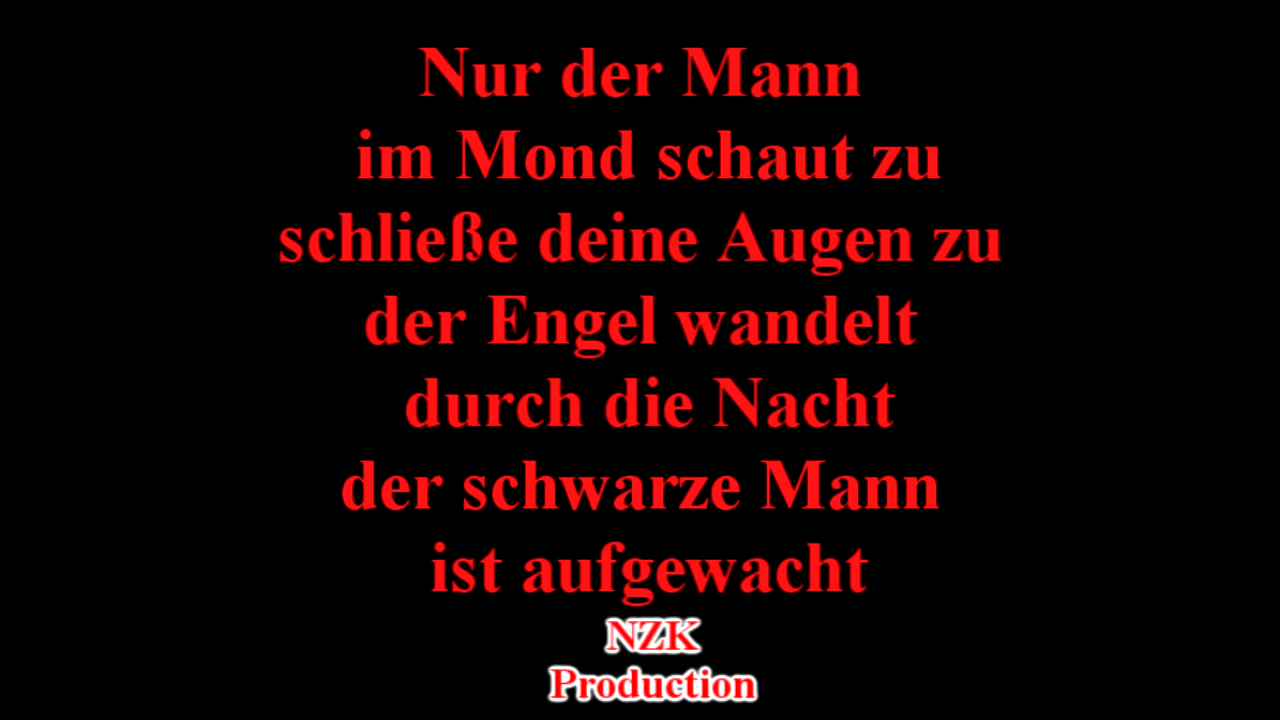 Nur der Mann
im Mond schaut zu
schließe deine Augen zu
der Engel wandelt
durch die Nacht
der schwarze Mann
ist aufgewacht
NZK
Production